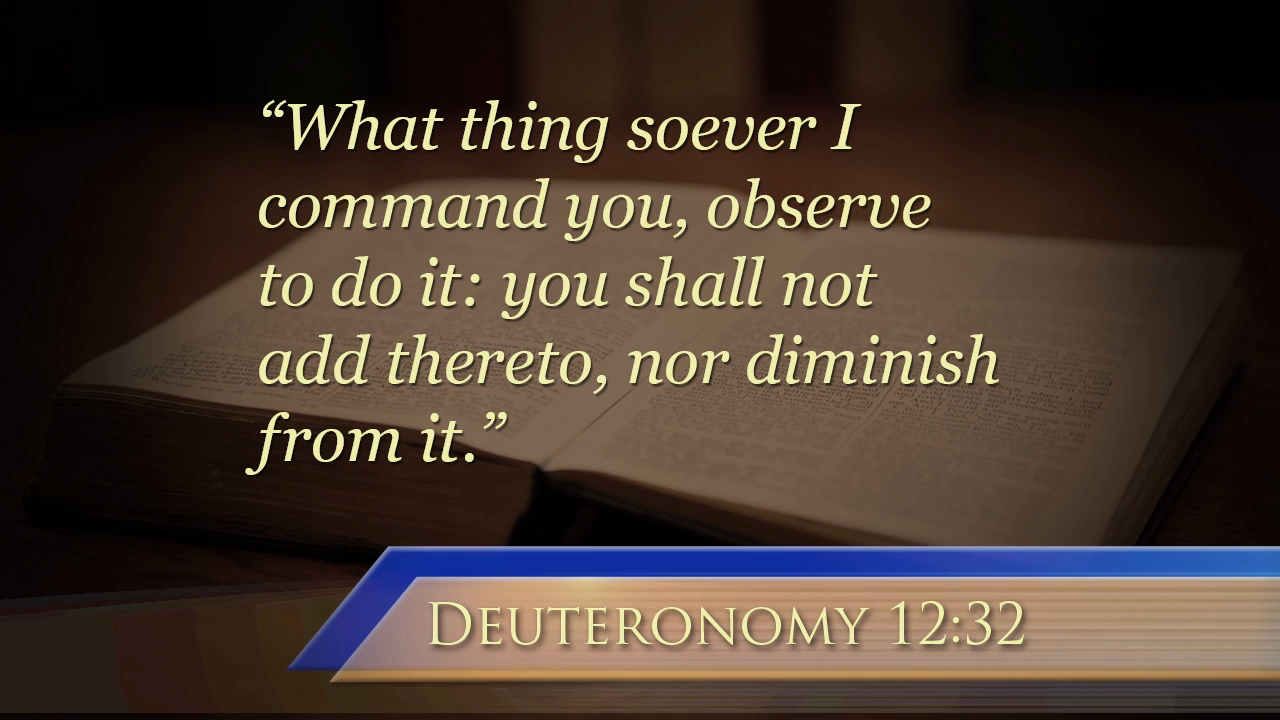 “What thing soever I
command you, observe
to do it: you shall not
add thereto, nor diminish
from it.”
DEUTERONOMY 12:32